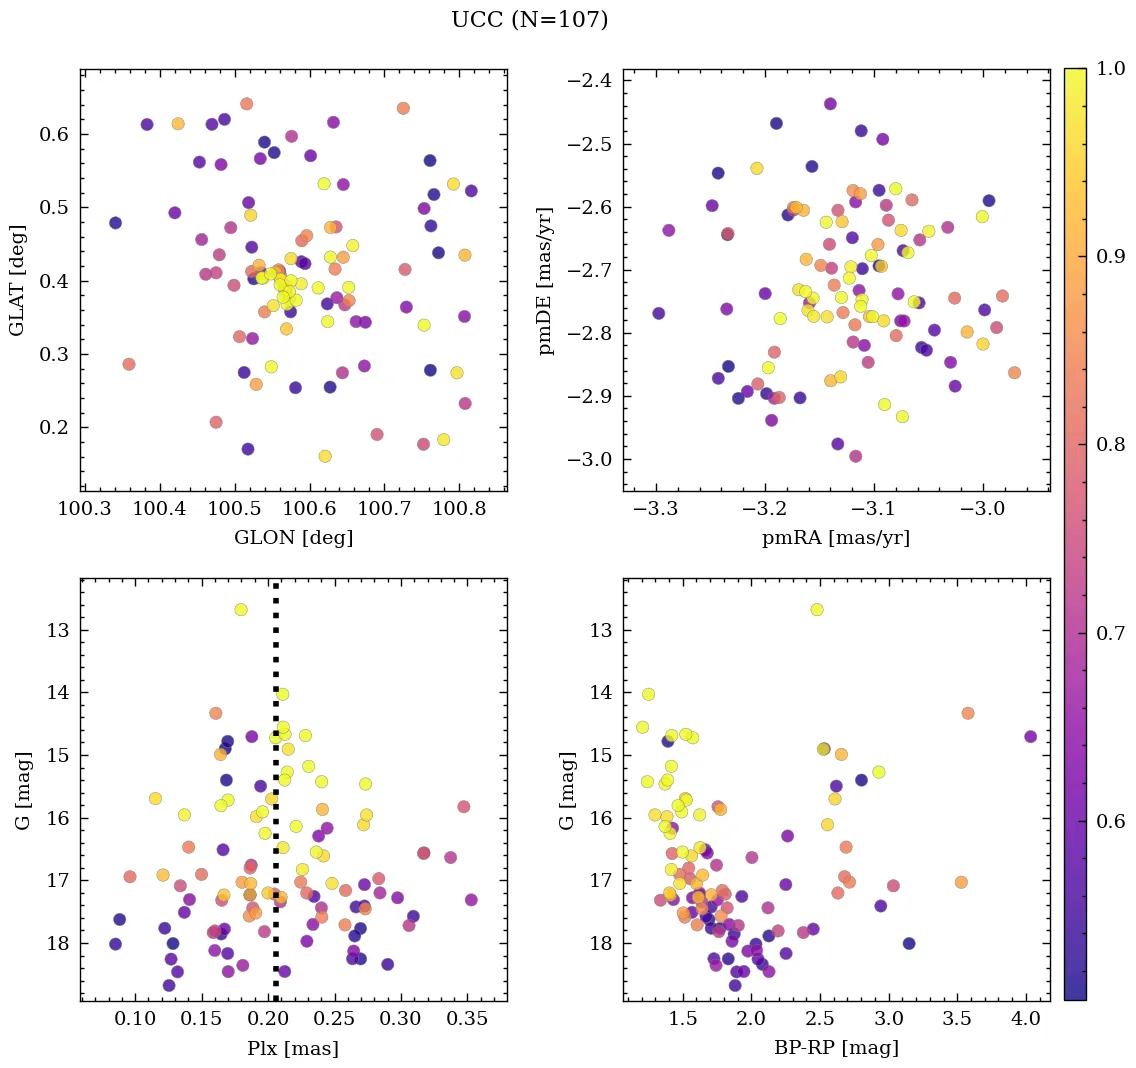 UCC (N=107)
0.6
0.5
0.4
0.3
0.2
GLAT [deg]
100.3 100.4 100.5 100.6 100.7 100.8
GLON [deg]
−2.4
−2.5
−2.6
−2.7
−2.8
−2.9
−3.0
pmDE [mas/yr]
−3.3 −3.2 −3.1 −3.0
pmRA [mas/yr]
13
14
15
16
17
18
G [mag]
0.10 0.15 0.20 0.25 0.30 0.35
Plx [mas]
13
14
15
16
17
18
G [mag]
1.5 2.0 2.5 3.0 3.5 4.0
BP-RP [mag]
1.0
0.9
0.8
0.7
0.6